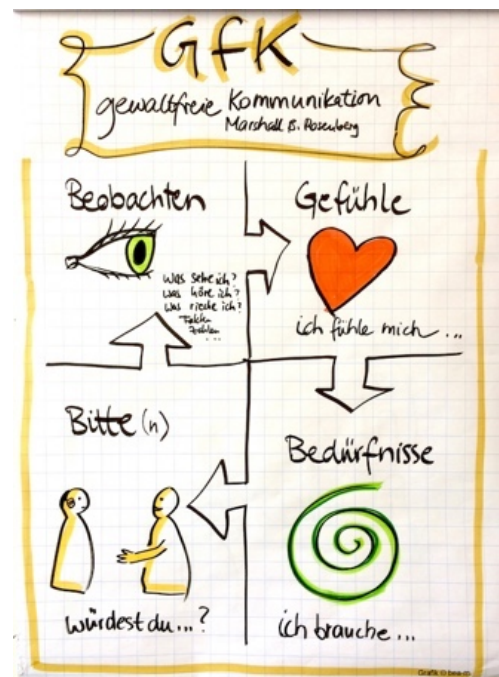 GfK
gewaltfreie Kommunikation
Marshall B. Rosenberg
Beobachten
Was sehe ich?
was höre ich?
was rieche ich?
Fakten
Zahlen
...
Gefühle
ich fühle mich ...
Bedürfnisse
ich brauche ...
Bitte (n)
würdest du ...?